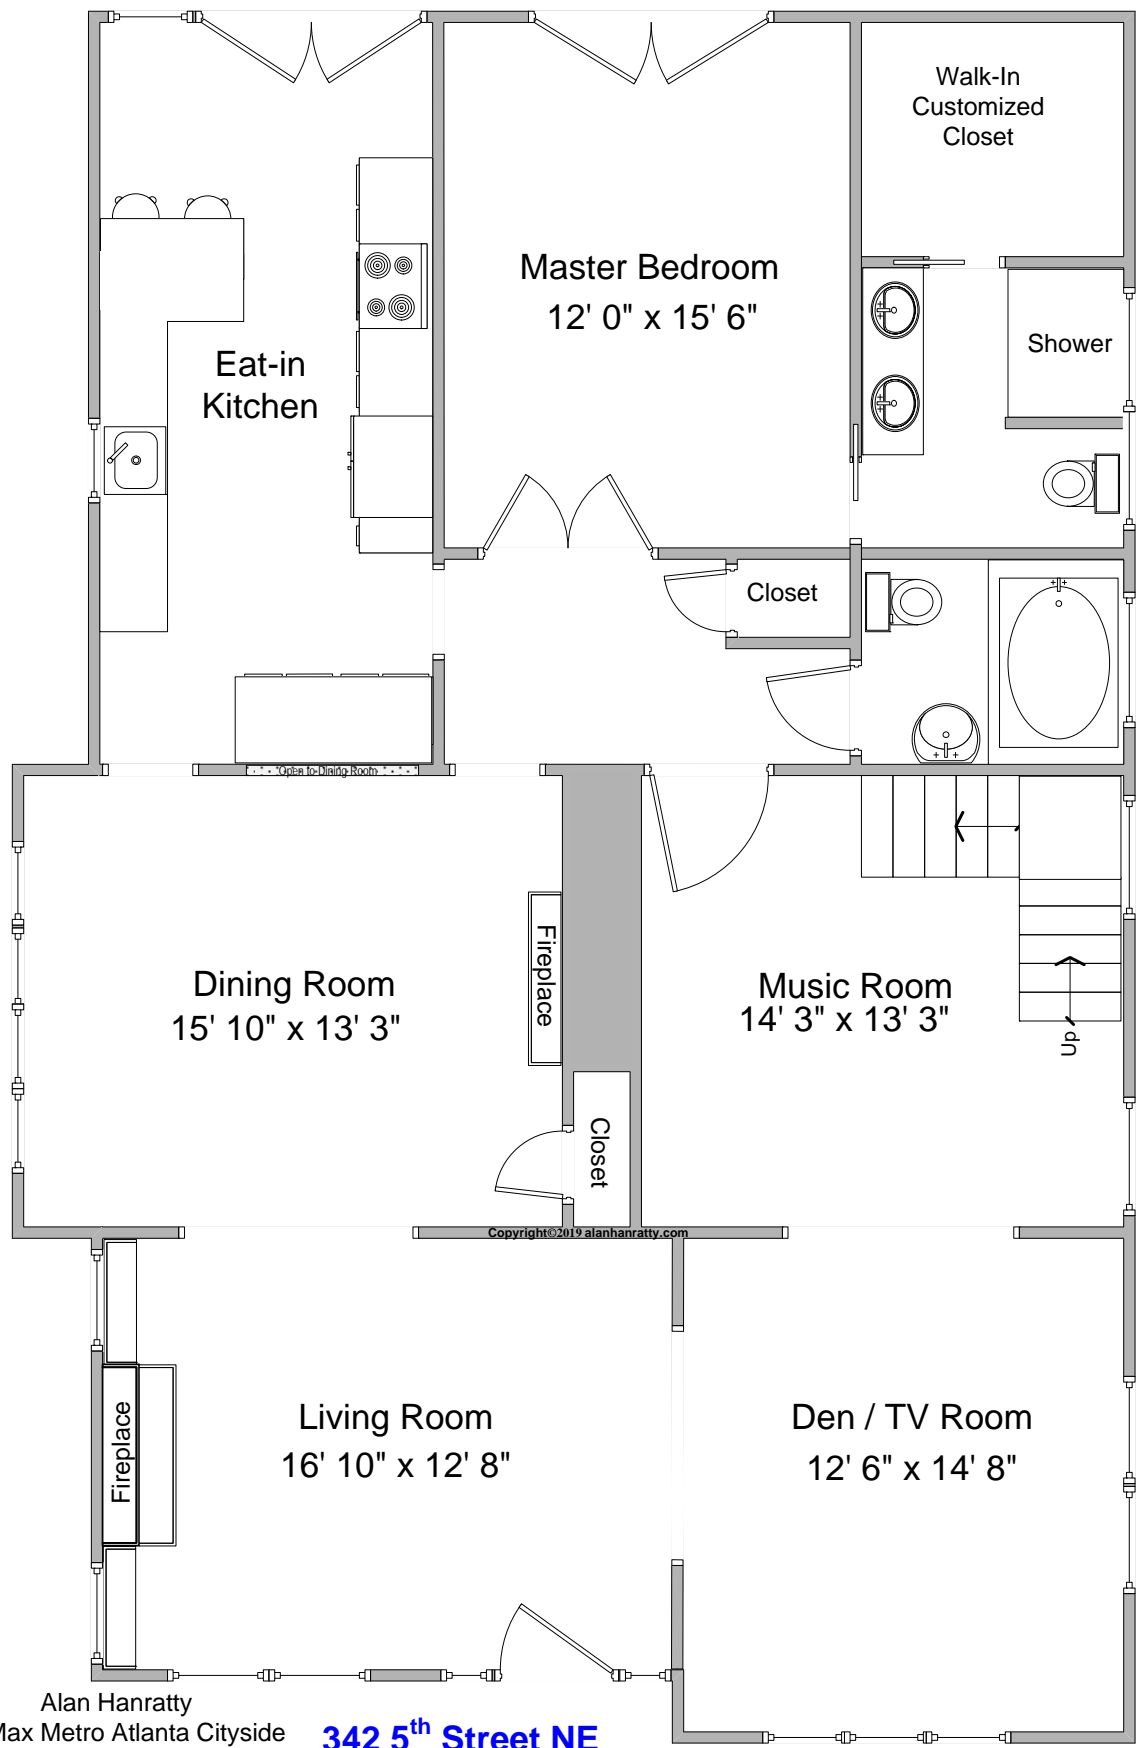 Walk-In
Customized
Closet
Master Bedroom
12' 0" x 15' 6"
Shower
Eat-in
Kitchen
Closet
Open to Dining Room
Fireplace
Dining Room
15' 10" x 13' 3"
Music Room
14' 3" x 13' 3"
Up
Closet
Copyright©2019 alanhanratty.com
Living Room
16' 10" x 12' 8"
Den / TV Room
12' 6" x 14' 8"
Fireplace
Alan Hanratty
Max Metro Atlanta Cityside
342 5th Street NE